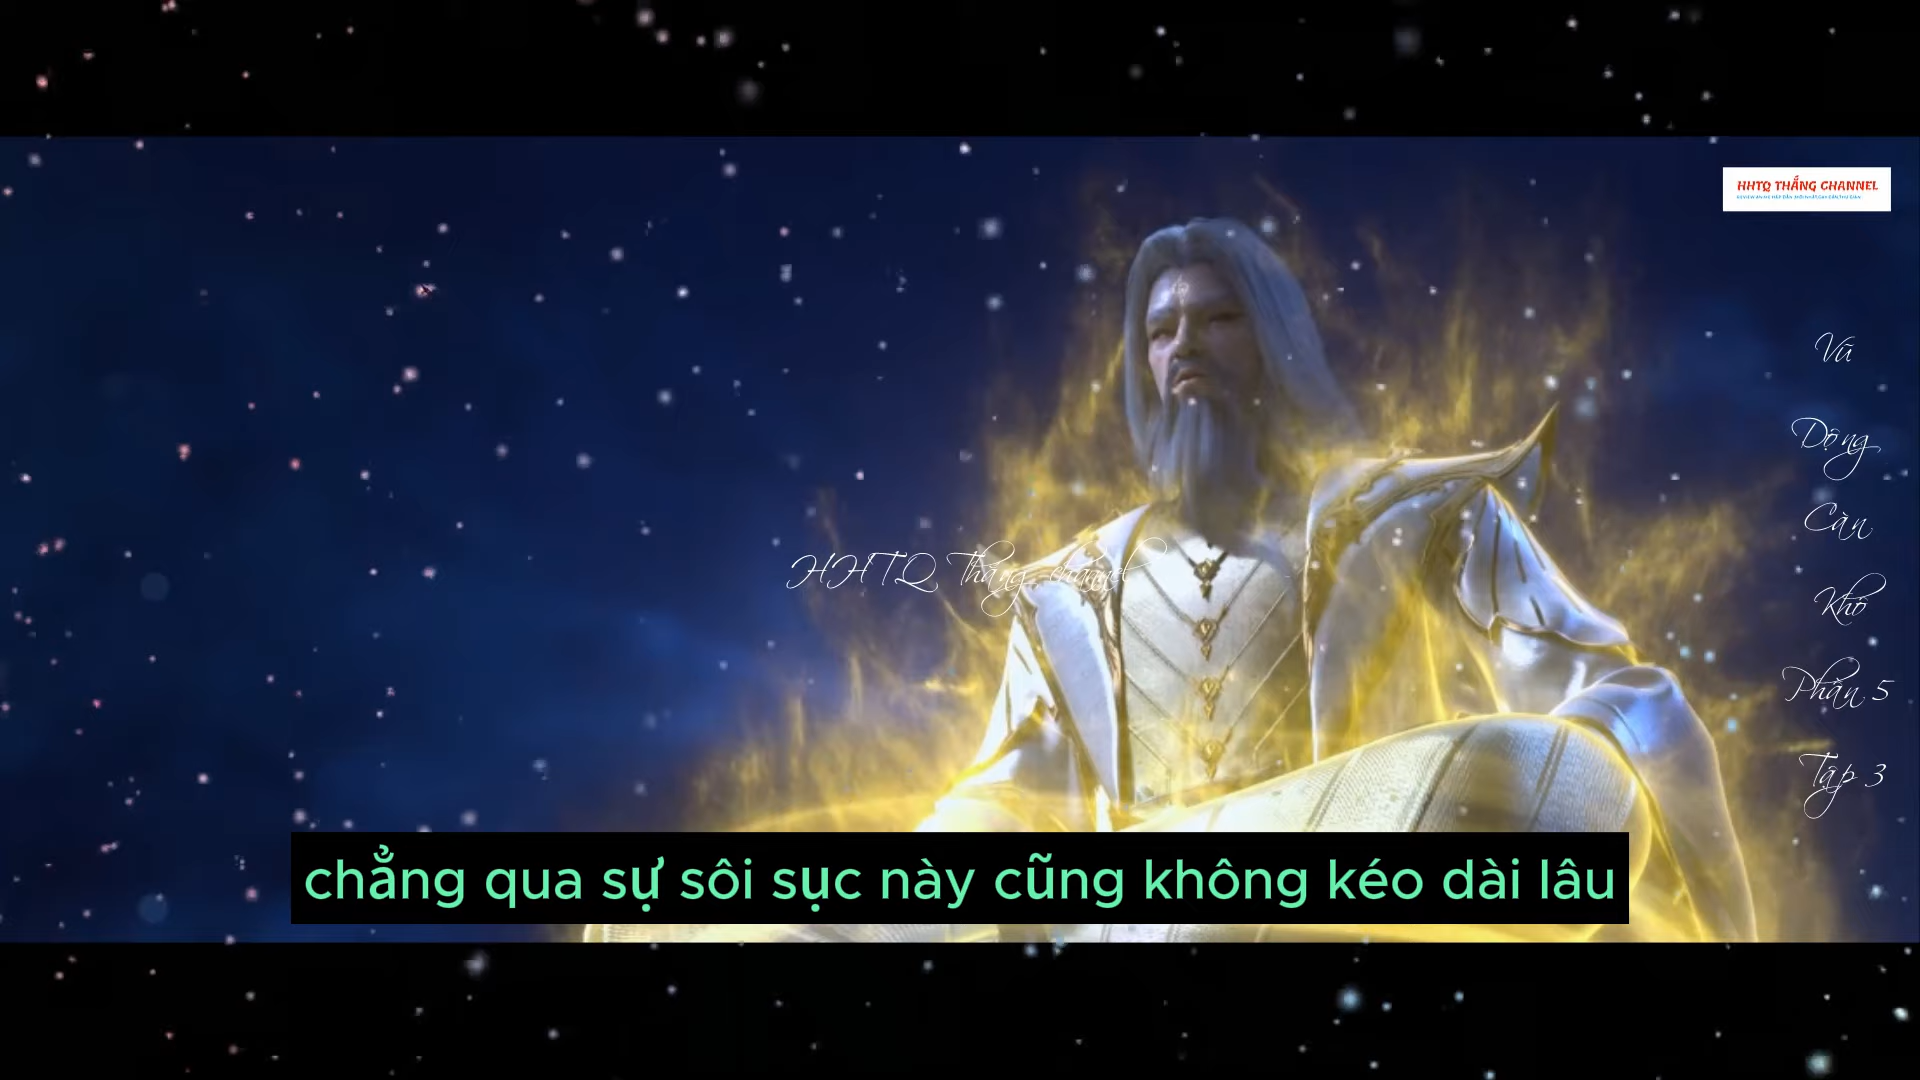 HHTQ THẮNG CHANNEL
Vũ
Động
Càn
Khô
Phần 5
Tập 3
HHTQ Thắng channel
chẳng qua sự sôi sục này cũng không kéo dài lâu